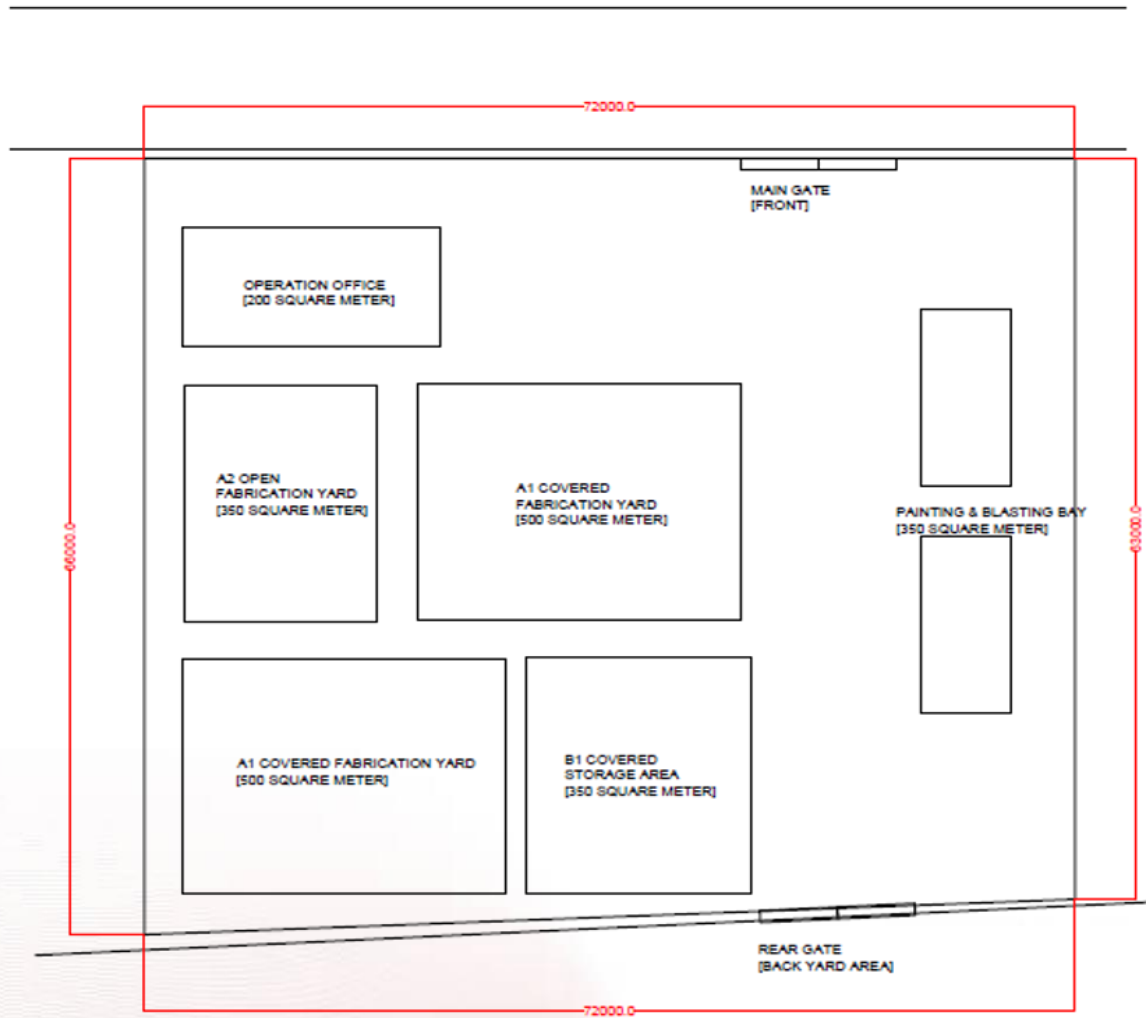 72000.0
MAIN GATE
[FRONT]
OPERATION OFFICE
[200 SQUARE METER]
A2 OPEN
FABRICATION YARD
[350 SQUARE METER]
A1 COVERED
FABRICATION YARD
[500 SQUARE METER]
PAINTING & BLASTING BAY
[350 SQUARE METER]
66000.0
63000.0
A1 COVERED FABRICATION YARD
[500 SQUARE METER]
B1 COVERED
STORAGE AREA
[350 SQUARE METER]
REAR GATE
[BACK YARD AREA]
72000.0